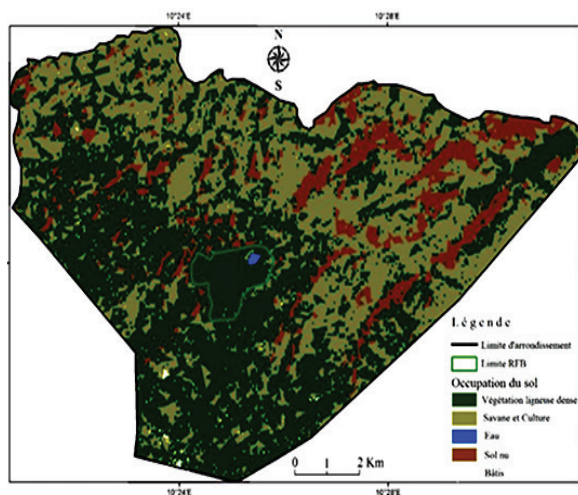 10°24'E 10°28'E
N
S
Légende
Limite d'arrondissement
Limite RFB
Occupation du sol
Végétation ligneuse dense
Savane et Culture
Eau
Sol nu
Bâtis
0 1 2 Km
10°24'E 10°28'E